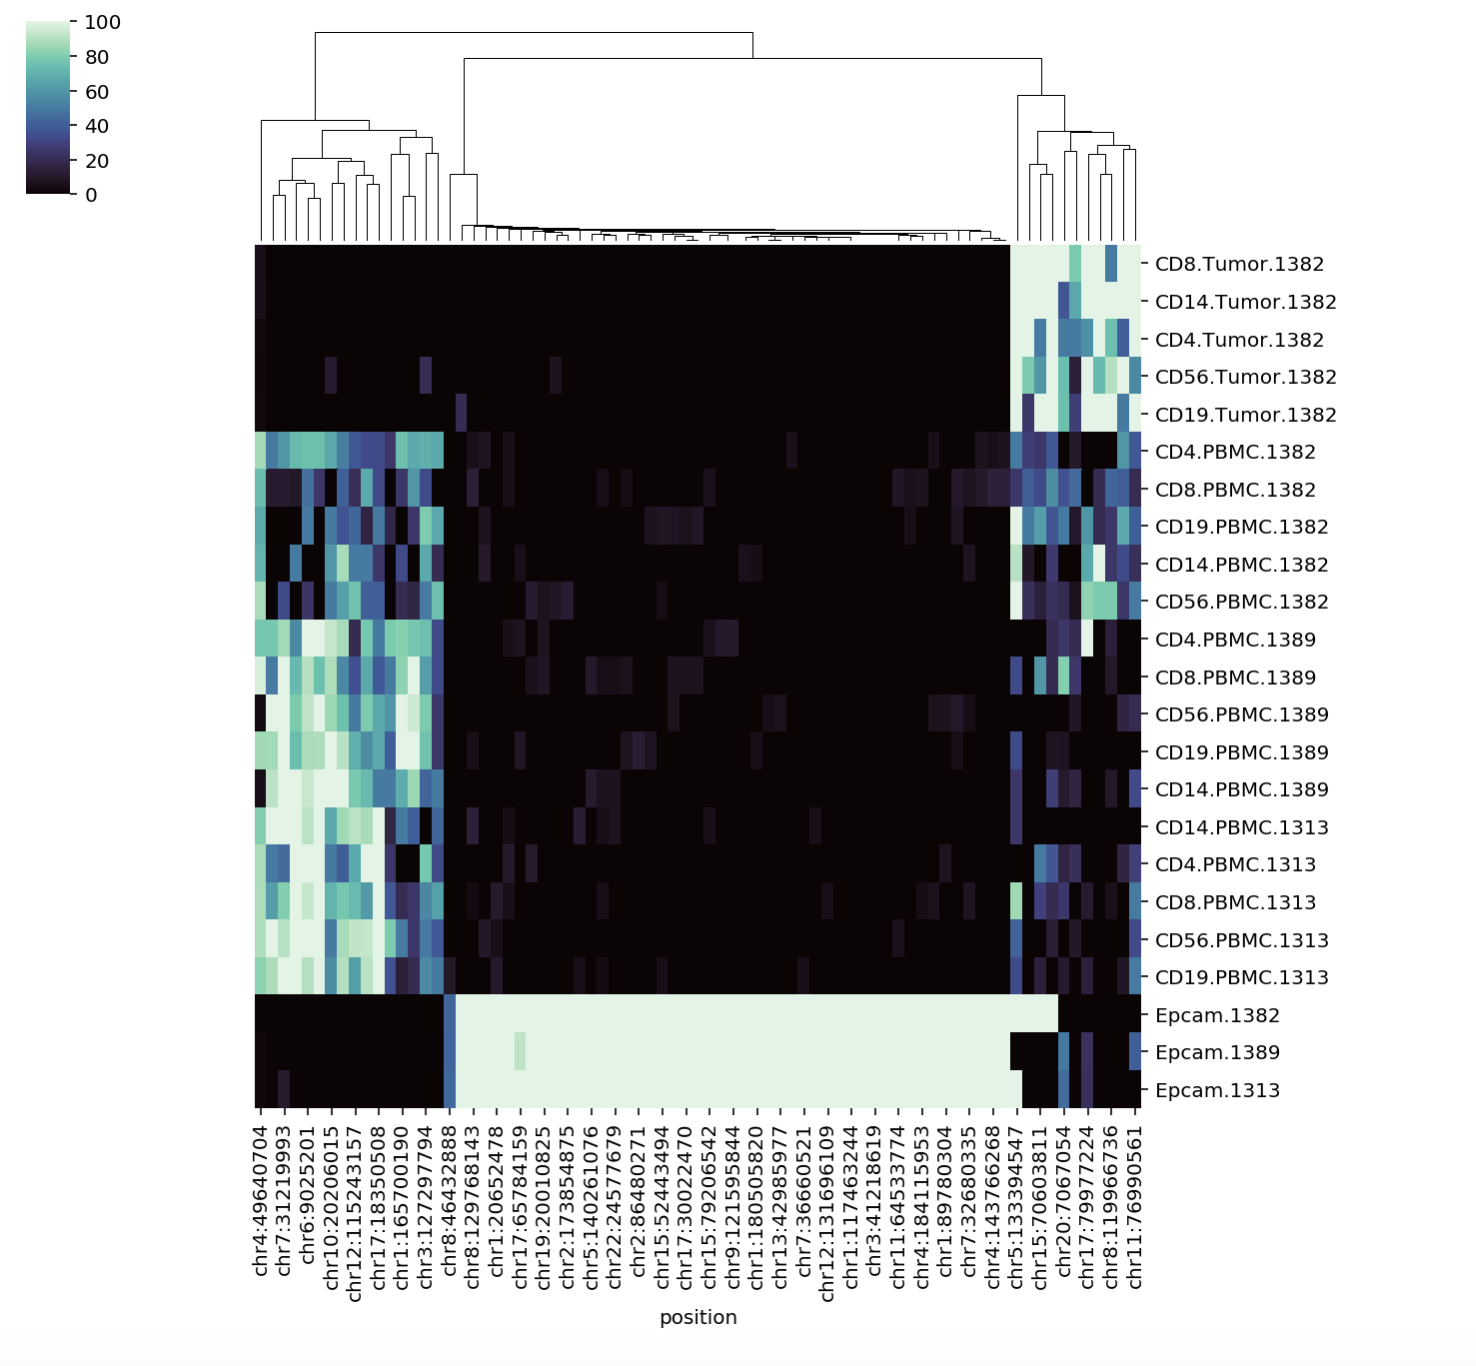 100
80
60
40
20
0
CD8.Tumor.1382
CD14.Tumor.1382
CD4.Tumor.1382
CD56.Tumor.1382
CD19.Tumor.1382
CD4.PBMC.1382
CD8.PBMC.1382
CD19.PBMC.1382
CD14.PBMC.1382
CD56.PBMC.1382
CD4.PBMC.1389
CD8.PBMC.1389
CD56.PBMC.1389
CD19.PBMC.1389
CD14.PBMC.1389
CD14.PBMC.1313
CD4.PBMC.1313
CD8.PBMC.1313
CD56.PBMC.1313
CD19.PBMC.1313
Epcam.1382
Epcam.1389
Epcam.1313
chr4:49640704
chr7:31219993
chr6:9025201
chr10:20206015
chr12:115243157
chr17:18350508
chr1:165700190
chr3:127297794
chr8:46432888
chr8:129768143
chr1:20652478
chr17:65784159
chr19:20010825
chr2:173854875
chr5:140261076
chr22:24577679
chr2:86480271
chr15:52443494
chr17:30022470
chr15:79206542
chr9:121595844
chr1:180505820
chr13:42985977
chr7:36660521
chr12:131696109
chr1:117463244
chr3:41218619
chr11:64533774
chr4:184115953
chr1:89780304
chr7:32680335
chr4:143766268
chr5:133394547
chr15:70603811
chr20:7067054
chr17:79977224
chr8:119966736
chr11:76990561
position